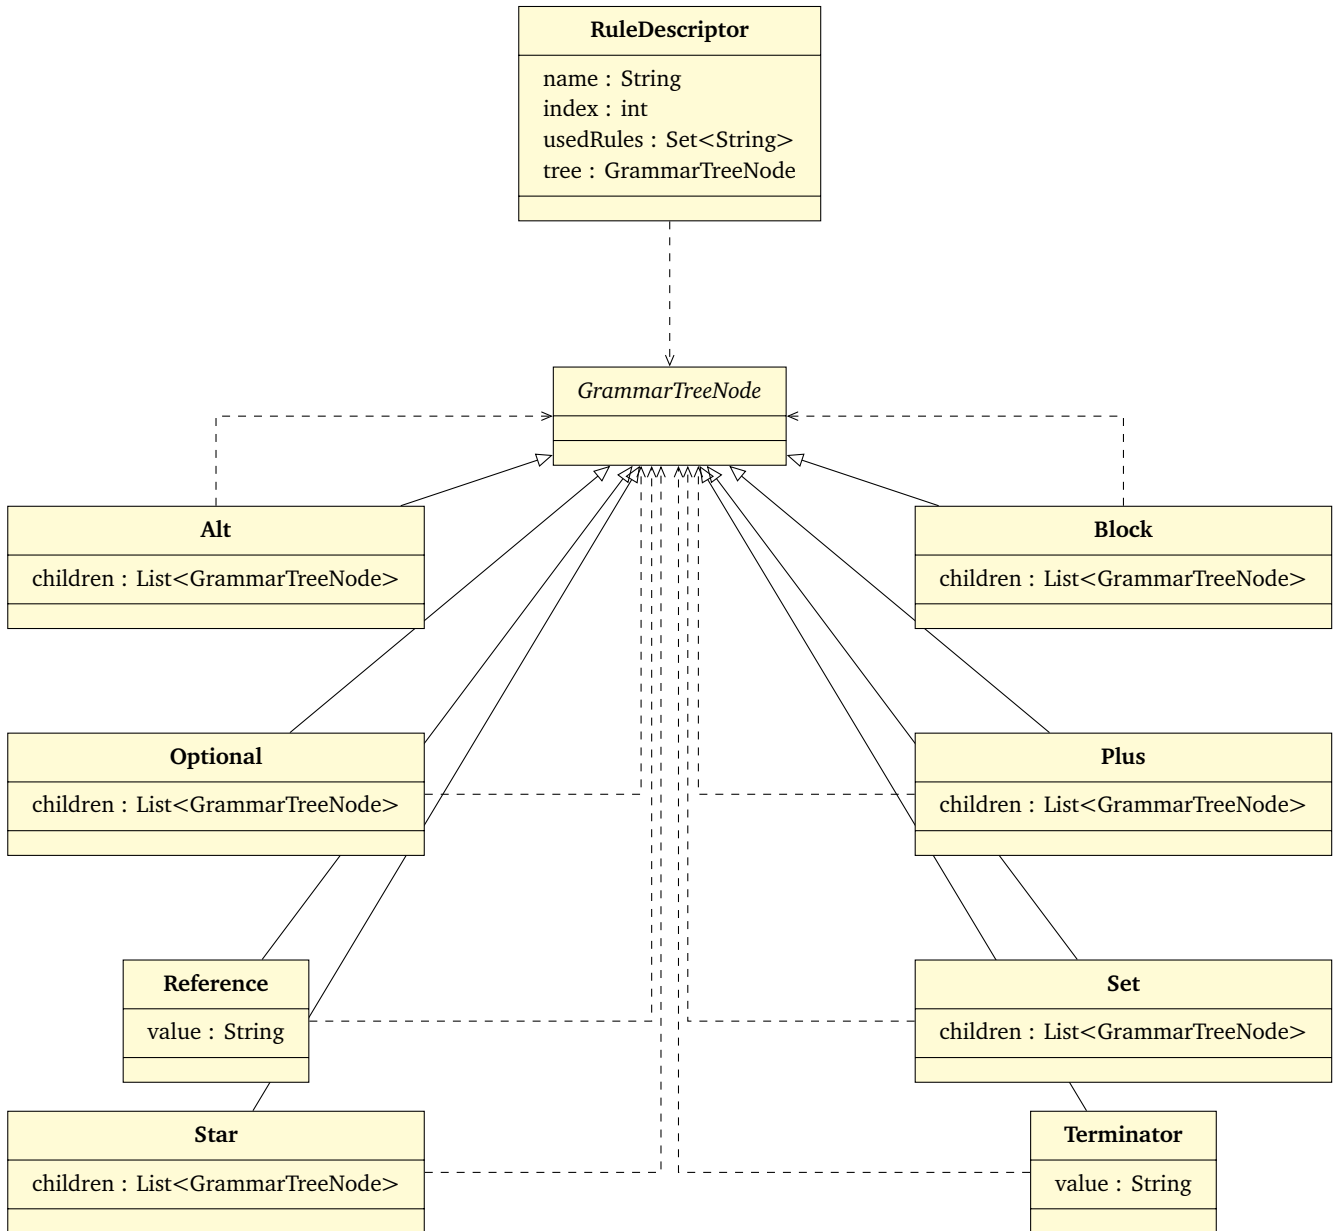 RuleDescriptor
name : String
index : int
usedRules : Set<String>
tree : GrammarTreeNode
GrammarTreeNode
Alt
children : List<GrammarTreeNode>
Block
children : List<GrammarTreeNode>
Optional
children : List<GrammarTreeNode>
Plus
children : List<GrammarTreeNode>
Reference
value : String
Set
children : List<GrammarTreeNode>
Star
children : List<GrammarTreeNode>
Terminator
value : String